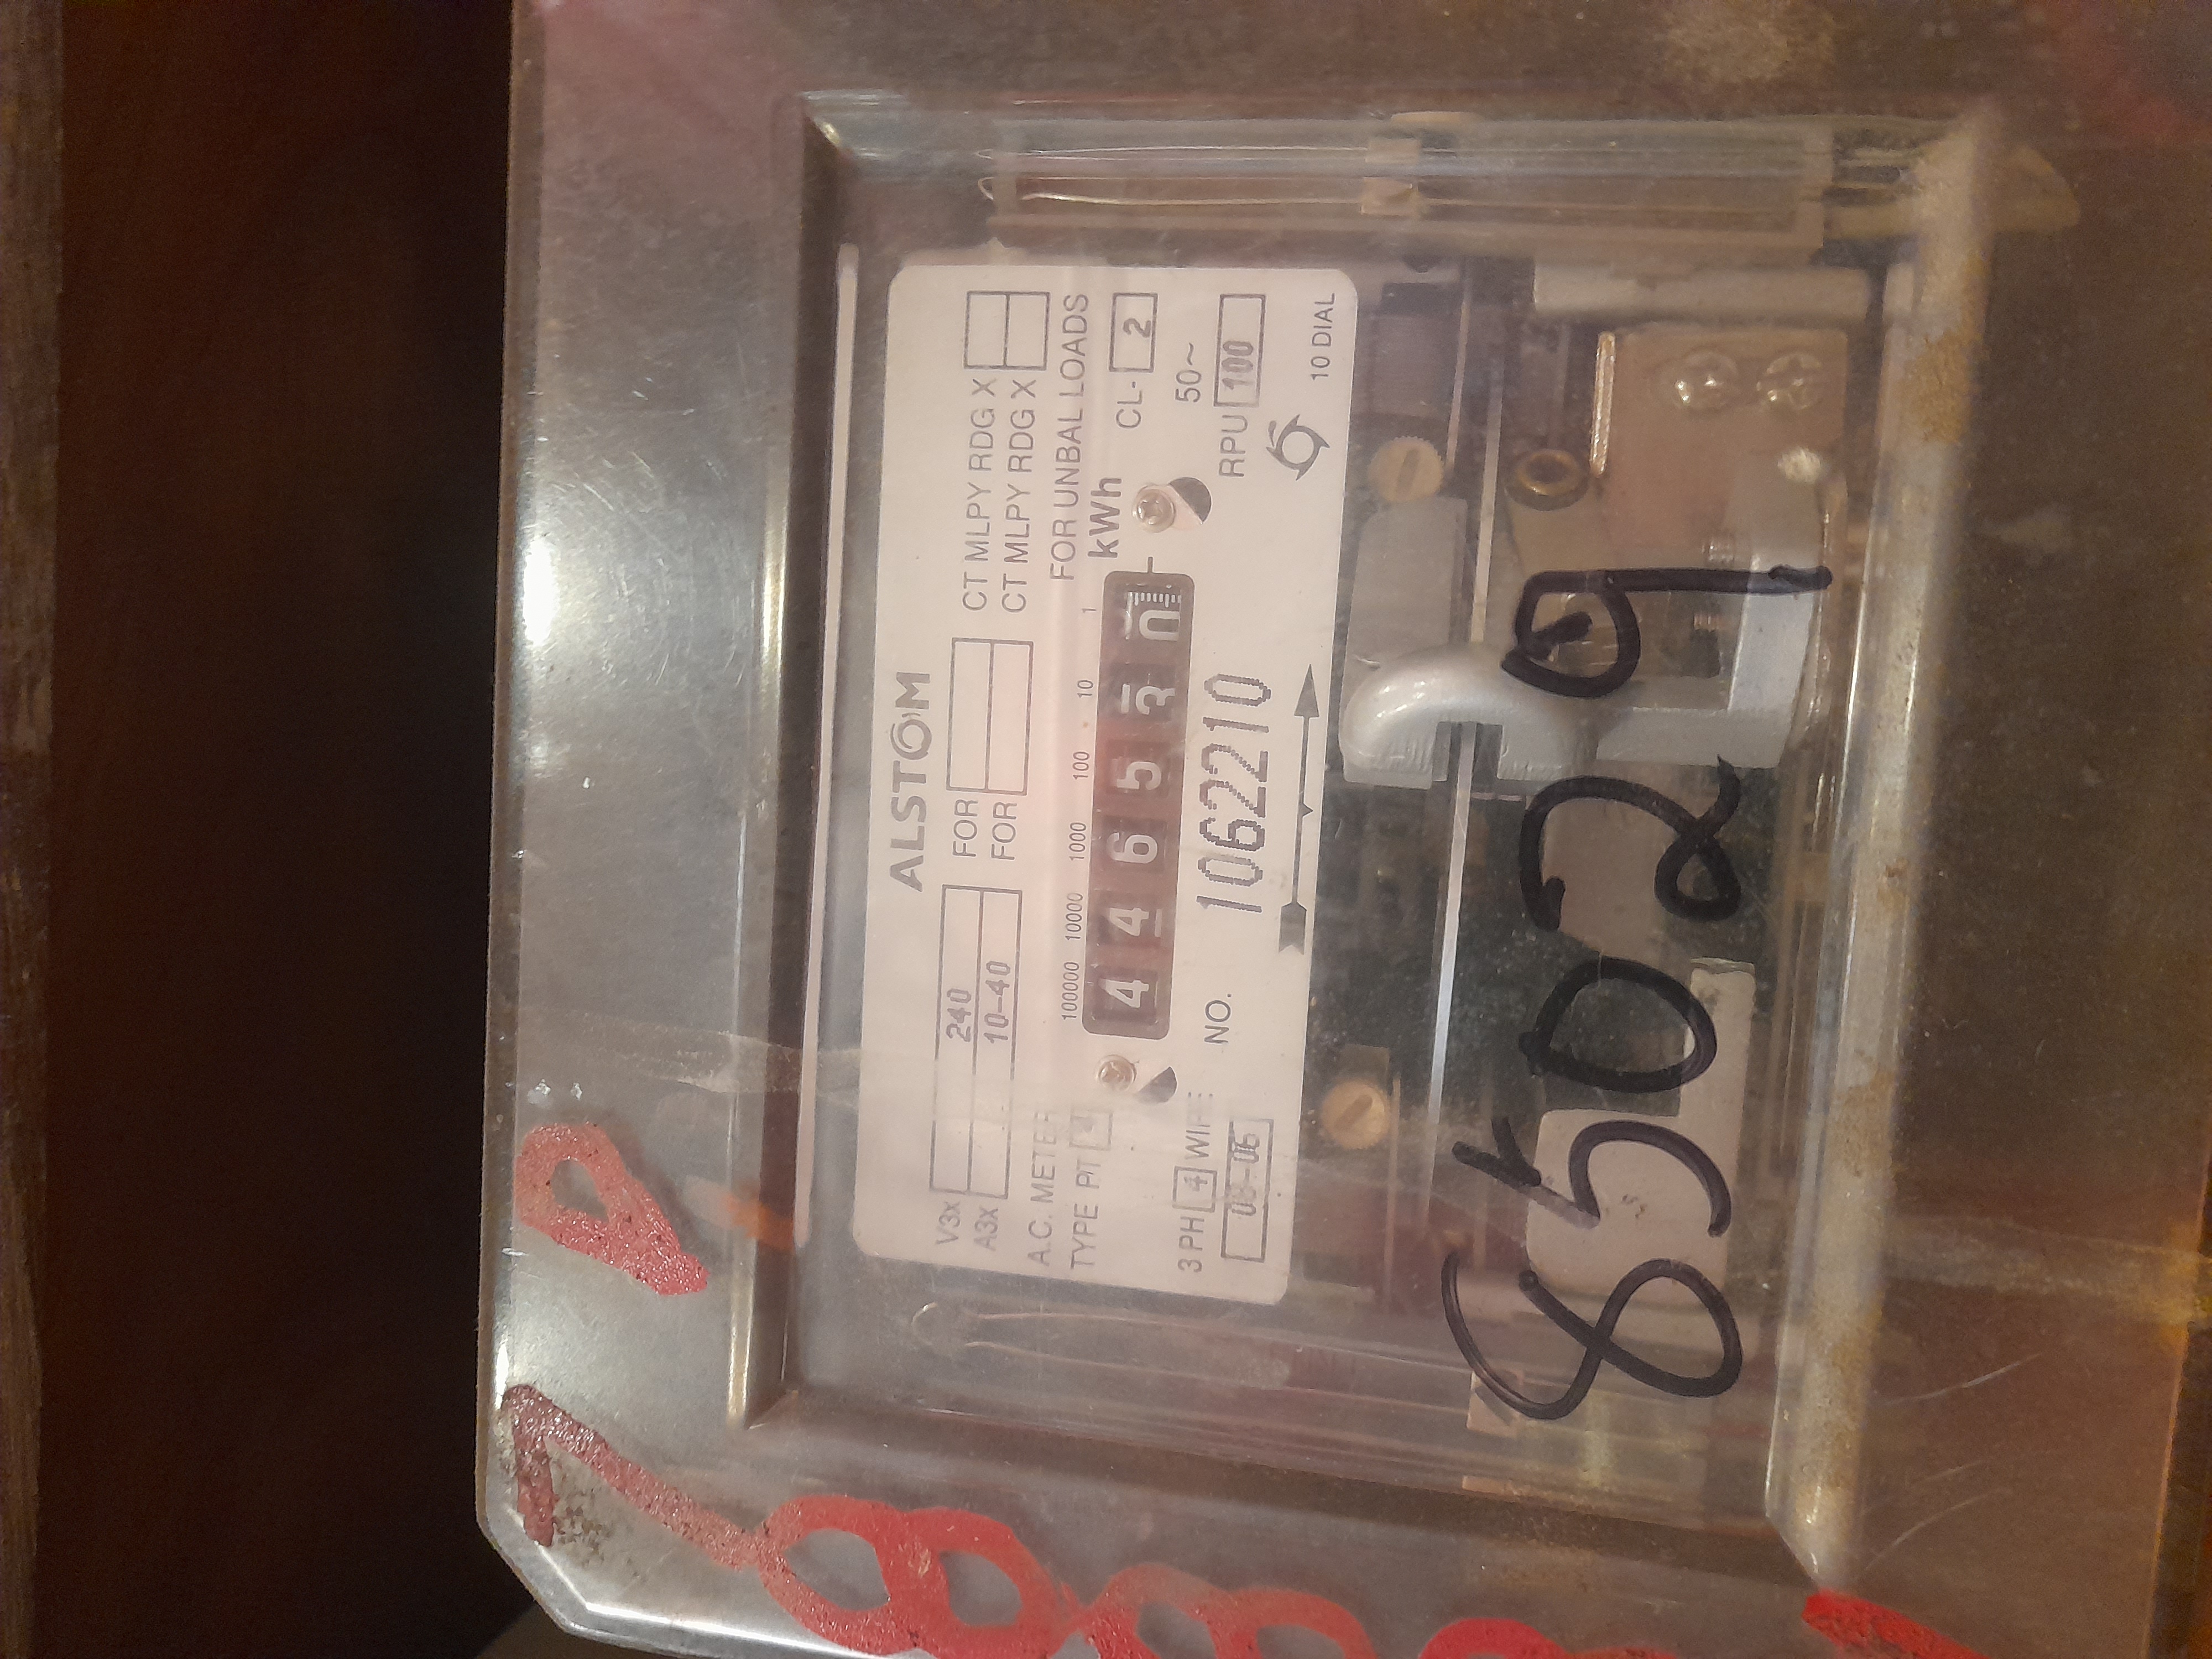 ALSTOM
V3x 240 FOR CT MLPY RDG X
A3x 10-40 FOR CT MLPY RDG X
A.C. METER FOR UNBAL LOADS
TYPE PT
100000 10000 1000 100 10 1 kWh
4 4 6 5 3 0
CL- 2
50~
3 PH 4 WIRE NO. 1062210 RPU 100
10 DIAL
85029